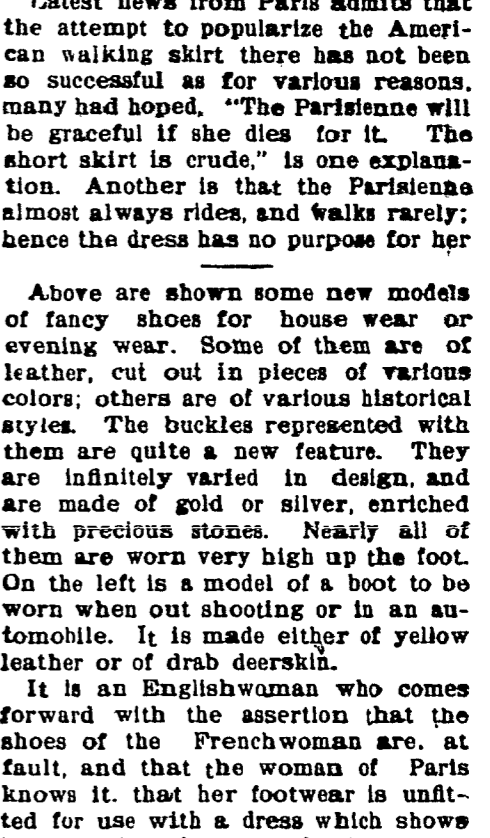 Latest news from Paris admits that
the attempt to popularize the Ameri-
can walking skirt there has not been
so successful as for various reasons,
many had hoped, "The Parisienne will
be graceful if she dies for it. The
short skirt is crude," is one explana-
tion. Another is that the Parisienne
almost always rides, and walks rarely;
hence the dress has no purpose for her
Above are shown some new models
of fancy shoes for house wear or
evening wear. Some of them are of
leather, cut out in pieces of various
colors; others are of various historical
styles. The buckles represented with
them are quite a new feature. They
are infinitely varied in design, and
are made of gold or silver, enriched
with precious stones. Nearly all of
them are worn very high up the foot.
On the left is a model of a boot to be
worn when out shooting or in an au-
tomobile. It is made either of yellow
leather or of drab deerskin.
It is an Englishwoman who comes
forward with the assertion that the
shoes of the Frenchwoman are. at
fault, and that the woman of Paris
knows it. that her footwear is unfit-
ted for use with a dress which shows